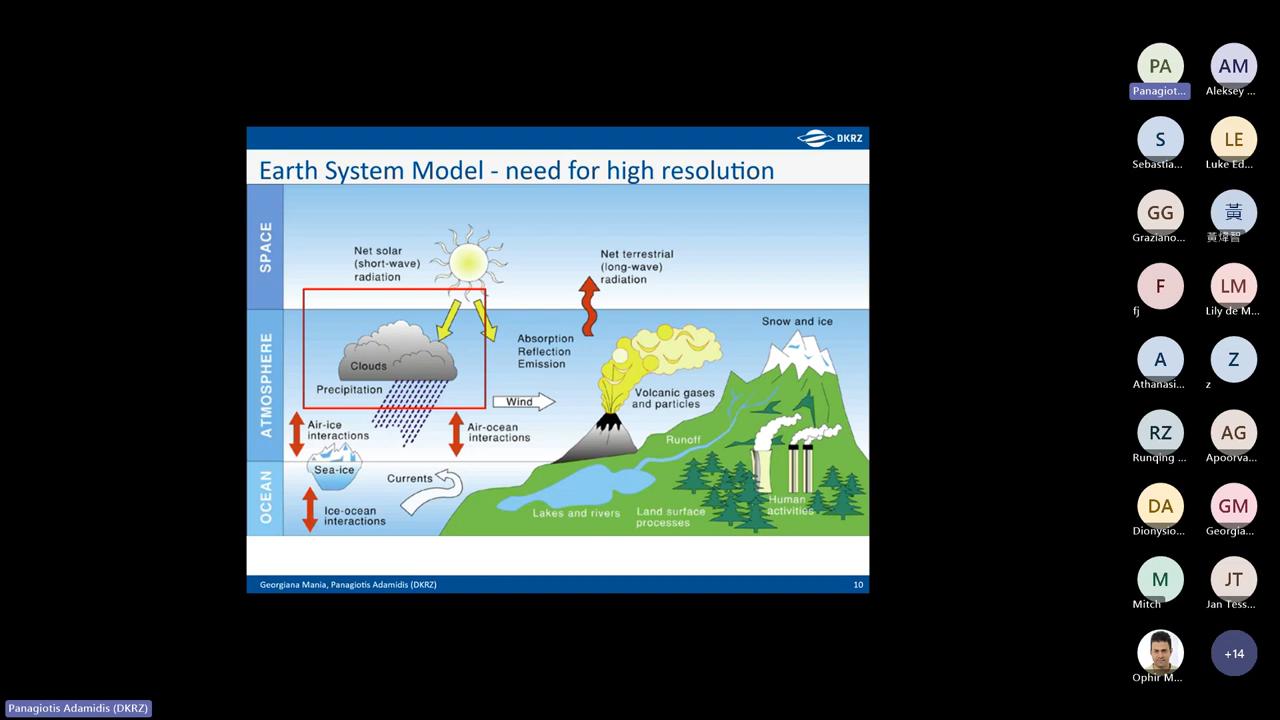 DKRZ
Earth System Model - need for high resolution
SPACE
Net solar
(short-wave)
radiation
Net terrestrial
(long-wave)
radiation
ATMOSPHERE
Clouds
Precipitation
Absorption
Reflection
Emission
Snow and ice
Wind
Volcanic gases
and particles
Air-ice
interactions
Air-ocean
interactions
Runoff
OCEAN
Sea-ice
Currents
Ice-ocean
interactions
Lakes and rivers
Land surface
processes
Human
activities
Georgiana Mania, Panagiotis Adamidis (DKRZ)
10
PA
Panagiot...
AM
Aleksey ...
S
Sebastia...
LE
Luke Ed...
GG
Graziano...
黃
黃煒智
F
fj
LM
Lily de M...
A
Athanasi...
Z
z
RZ
Runqing ...
AG
Apoorva...
DA
Dionysio...
GM
Georgia...
M
Mitch
JT
Jan Tess...
Ophir M...
+14
Panagiotis Adamidis (DKRZ)